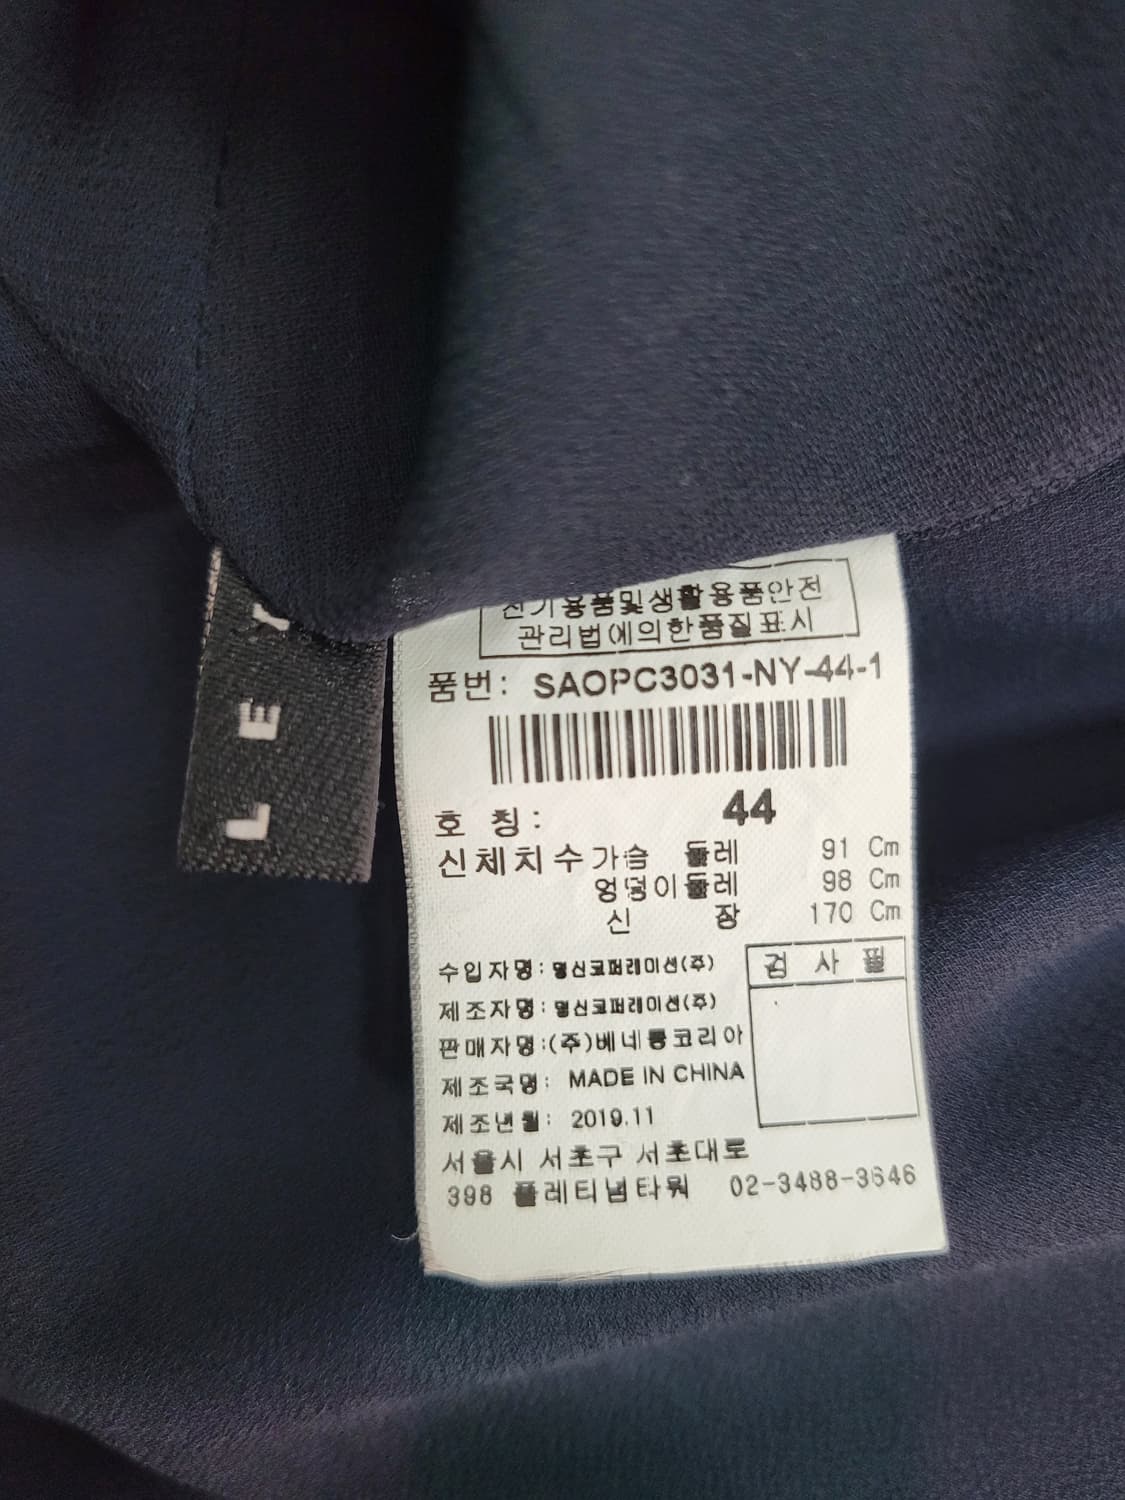 LE
전기용품및생활용품안전
관리법에의한품질표시
품번: SAOPC3031-NY-44-1
호 칭: 44
신체치수 가슴 둘레 91 Cm
엉덩이둘레 98 Cm
신 장 170 Cm
수입자명: 명신코퍼레이션(주)
검 사 필
제조자명: 명신코퍼레이션(주)
판매자명:(주)베네통코리아
제조국명: MADE IN CHINA
제조년월: 2019.11
서울시 서초구 서초대로
398 플레티넘타워 02-3488-3646